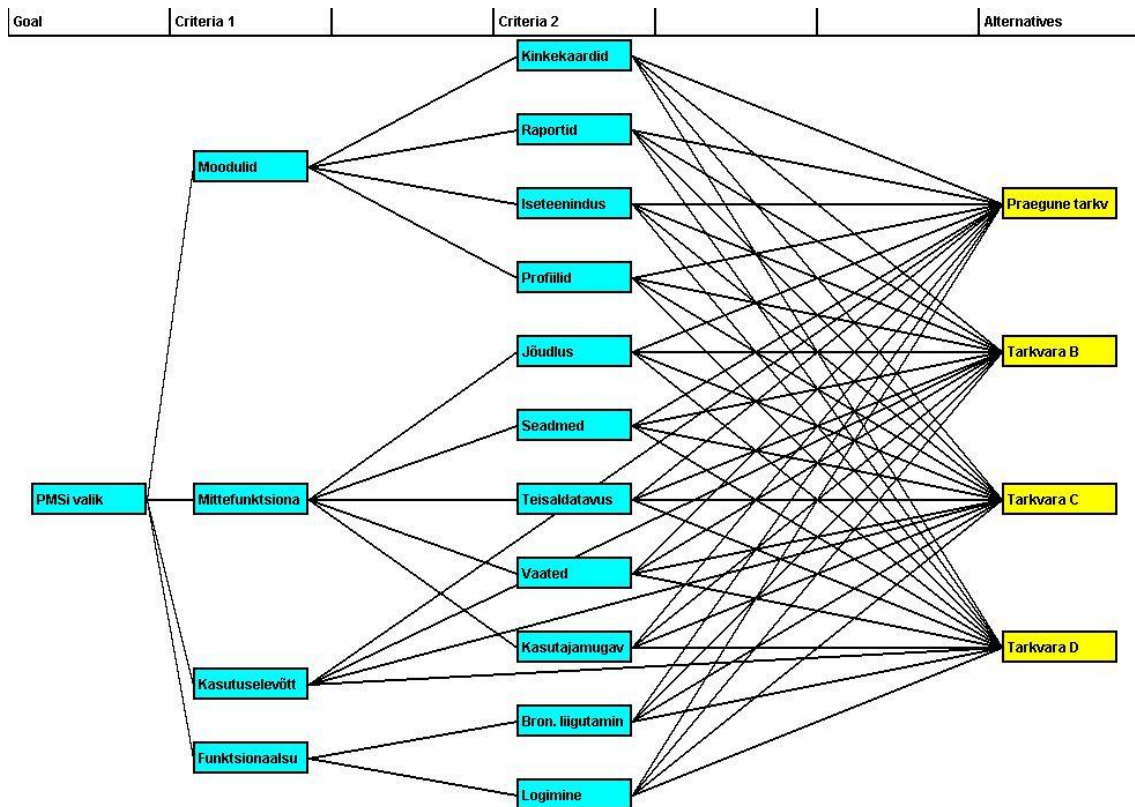 Goal
Criteria 1
Criteria 2
Alternatives
Kinkekaardid
Raportid
Moodulid
Iseteenindus
Praegune tarkv
Profiilid
Jõudlus
Tarkvara B
Seadmed
PMSi valik
Mittefunktsiona
Teisaldatavus
Tarkvara C
Vaated
Kasutajamugav
Tarkvara D
Kasutuselevõtt
Bron. liigutamin
Funktsionaalsu
Logimine